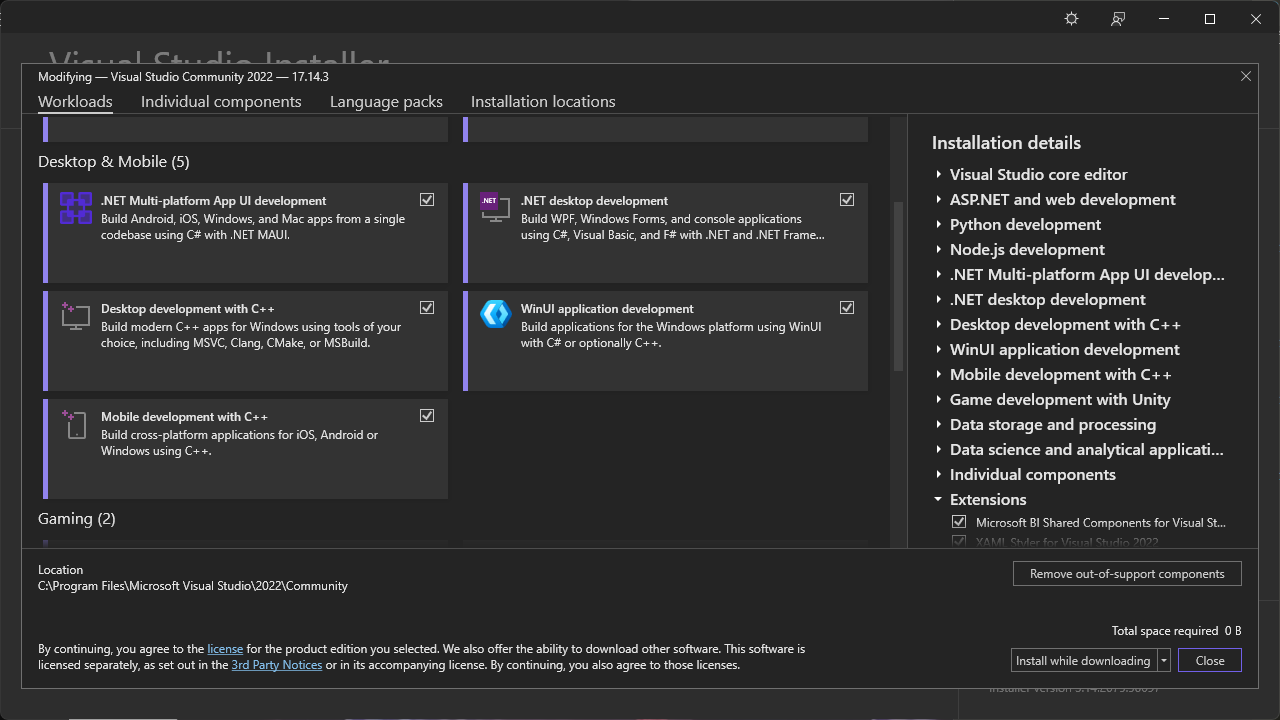 Visual Studio Installer
Modifying — Visual Studio Community 2022 — 17.14.3
Workloads
Individual components
Language packs
Installation locations
Desktop & Mobile (5)
.NET Multi-platform App UI development
Build Android, iOS, Windows, and Mac apps from a single
codebase using C# with .NET MAUI.
.NET
.NET desktop development
Build WPF, Windows Forms, and console applications
using C#, Visual Basic, and F# with .NET and .NET Frame...
Desktop development with C++
Build modern C++ apps for Windows using tools of your
choice, including MSVC, Clang, CMake, or MSBuild.
WinUI application development
Build applications for the Windows platform using WinUI
with C# or optionally C++.
Mobile development with C++
Build cross-platform applications for iOS, Android or
Windows using C++.
Gaming (2)
Installation details
Visual Studio core editor
ASP.NET and web development
Python development
Node.js development
.NET Multi-platform App UI develop...
.NET desktop development
Desktop development with C++
WinUI application development
Mobile development with C++
Game development with Unity
Data storage and processing
Data science and analytical applicati...
Individual components
Extensions
Microsoft BI Shared Components for Visual St...
XAML Styler for Visual Studio 2022
Location
C:\Program Files\Microsoft Visual Studio\2022\Community
Remove out-of-support components
Total space required 0 B
By continuing, you agree to the license for the product edition you selected. We also offer the ability to download other software. This software is
licensed separately, as set out in the 3rd Party Notices or in its accompanying license. By continuing, you also agree to those licenses.
Install while downloading
Close